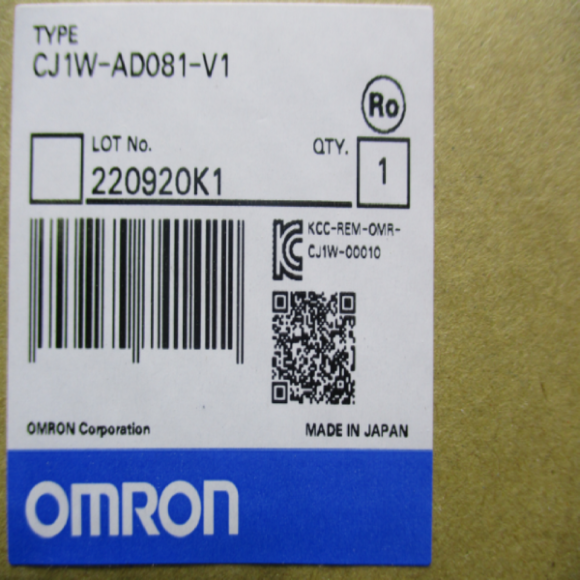 TYPE
CJ1W-AD081-V1
Ro
LOT No.
QTY.
220920K1
1
KCC-REM-OMR-
CJ1W-00010
OMRON Corporation
MADE IN JAPAN
OMRON